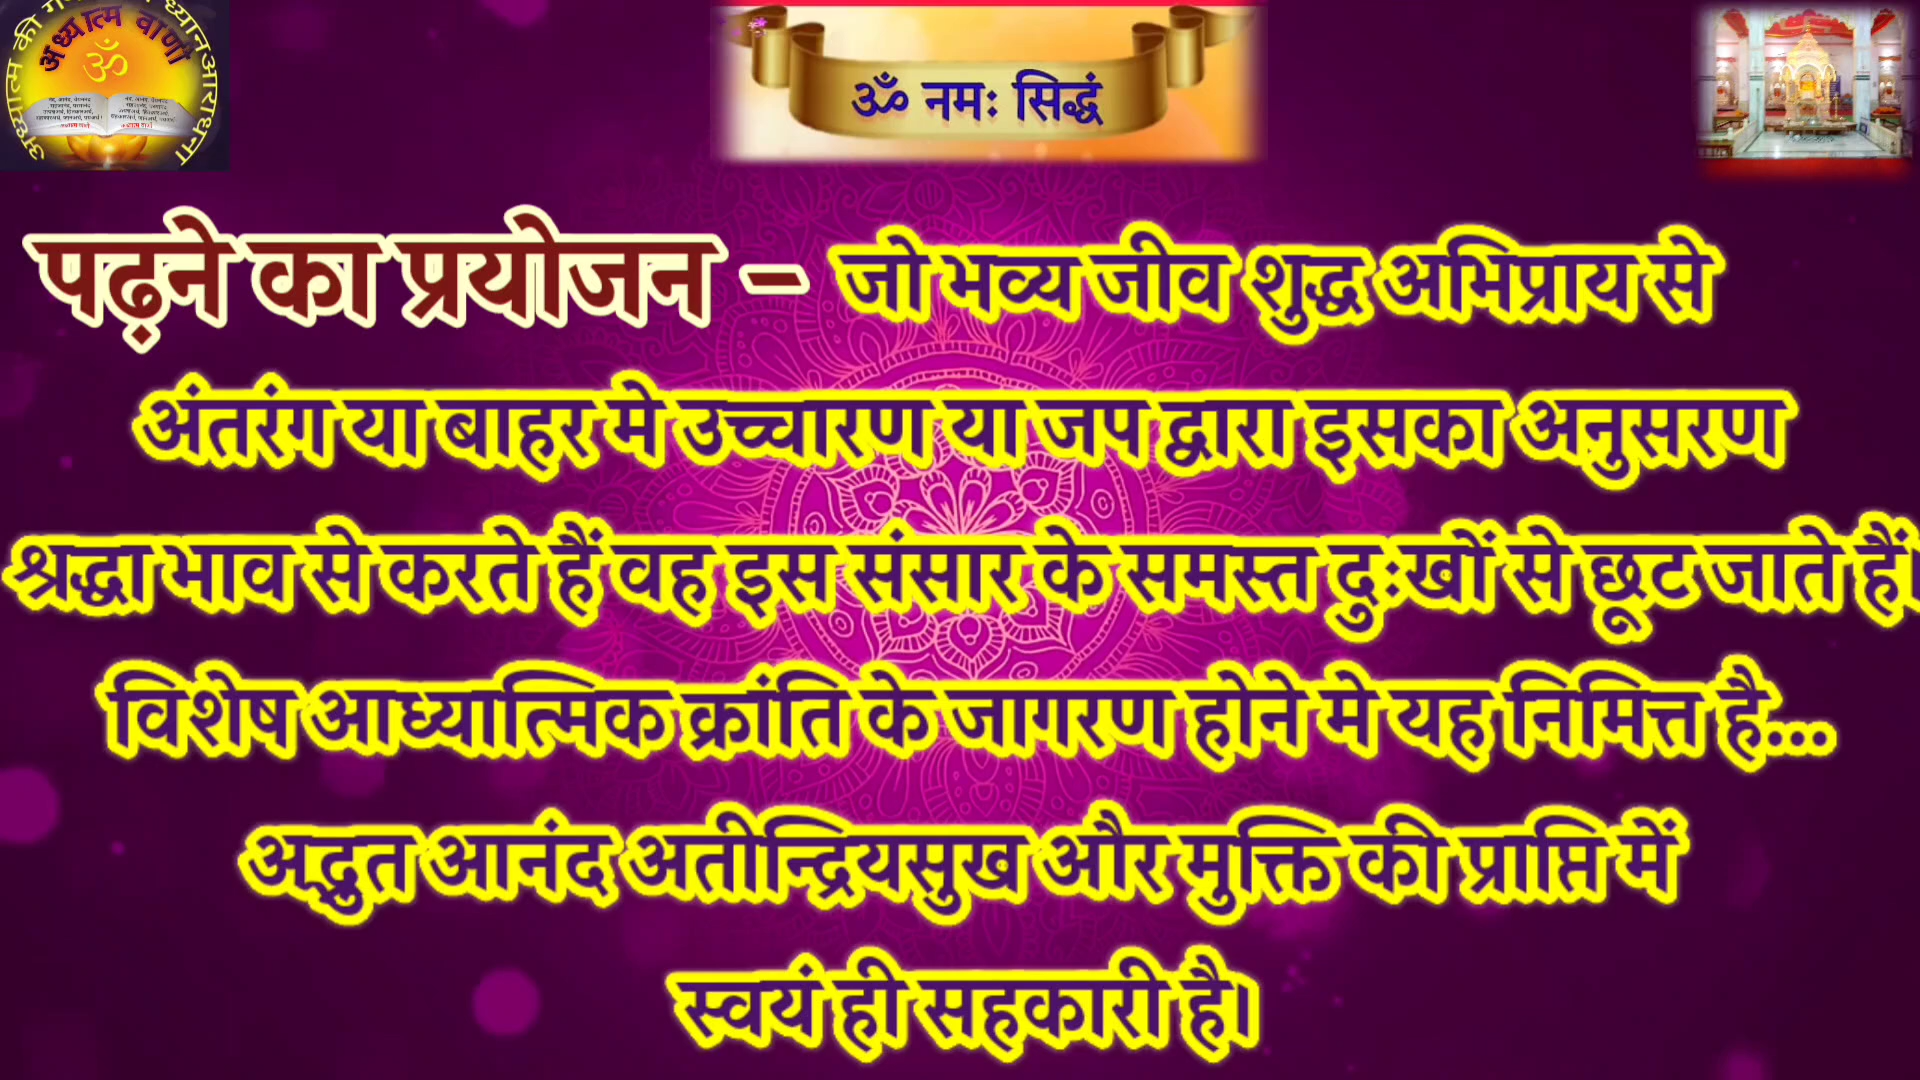 अध्यात्म वाणी
ॐ
ॐ नमः सिद्धं
पढ़ने का प्रयोजन – जो भव्य जीव शुद्ध अभिप्राय से
अंतरंग या बाहर मे उच्चारण या जप द्वारा इसका अनुसरण
श्रद्धा भाव से करते हैं वह इस संसार के समस्त दुःखों से छूट जाते हैं।
विशेष आध्यात्मिक क्रांति के जागरण होने मे यह निमित्त है...
अद्भुत आनंद अतीन्द्रियसुख और मुक्ति की प्राप्ति में
स्वयं ही सहकारी है।